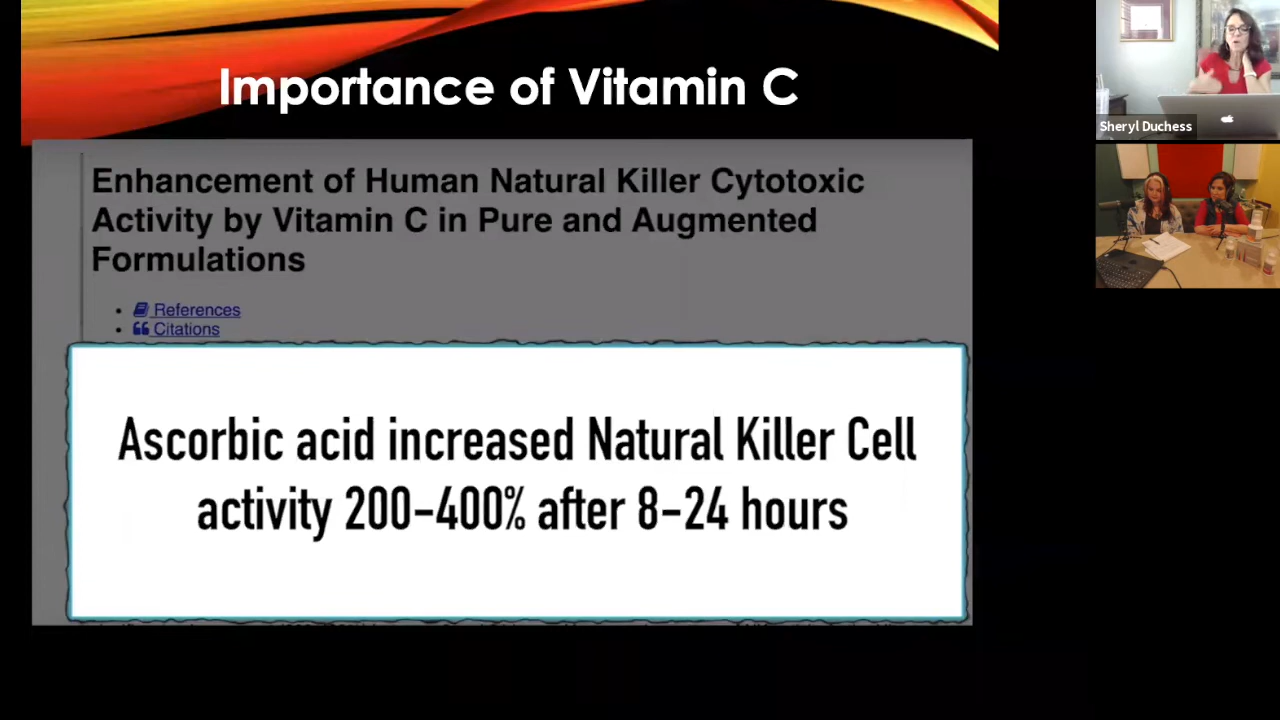 Importance of Vitamin C
Enhancement of Human Natural Killer Cytotoxic
Activity by Vitamin C in Pure and Augmented
Formulations
References
Citations
Ascorbic acid increased Natural Killer Cell
activity 200-400% after 8-24 hours
Sheryl Duchess